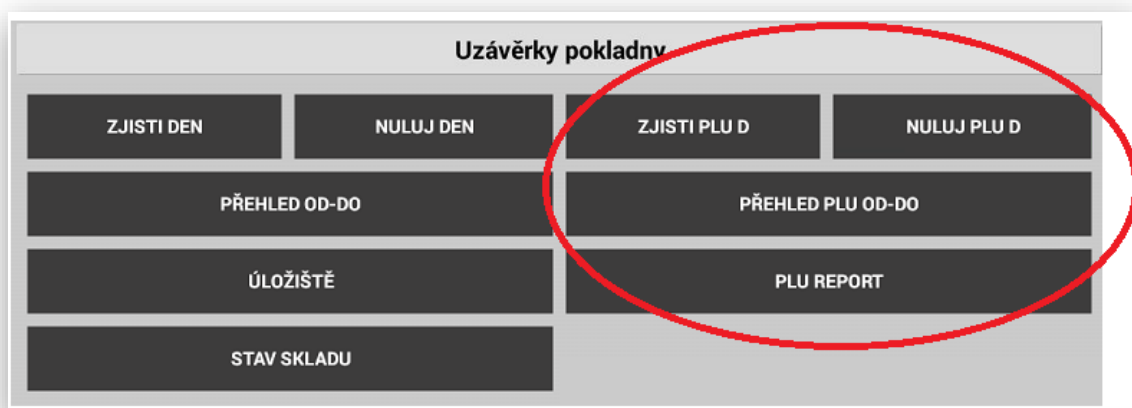 Uzávěrky pokladny
ZJISTI DEN NULUJ DEN ZJISTI PLU D NULUJ PLU D
PŘEHLED OD-DO PŘEHLED PLU OD-DO
ÚLOŽIŠTĚ PLU REPORT
STAV SKLADU